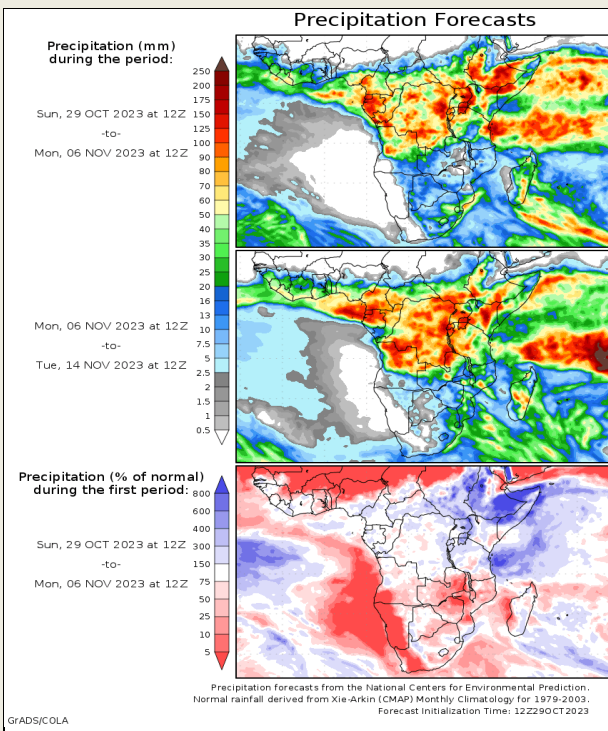 Precipitation Forecasts
Precipitation (mm)
during the period:
250
200
175
150
125
100
90
80
70
60
50
40
35
30
25
20
16
13
10
7.5
5
2.5
2
1.5
1
0.5
Sun, 29 OCT 2023 at 12Z
-to-
Mon, 06 NOV 2023 at 12Z
Mon, 06 NOV 2023 at 12Z
-to-
Tue, 14 NOV 2023 at 12Z
Precipitation (% of normal)
during the first period:
800
600
400
300
150
75
50
25
10
5
Sun, 29 OCT 2023 at 12Z
-to-
Mon, 06 NOV 2023 at 12Z
Precipitation forecasts from the National Centers for Environmental Prediction.
Normal rainfall derived from Xie-Arkin (CMAP) Monthly Climatology for 1979-2003.
Forecast Initialization Time: 12Z29OCT2023
GrADS/COLA